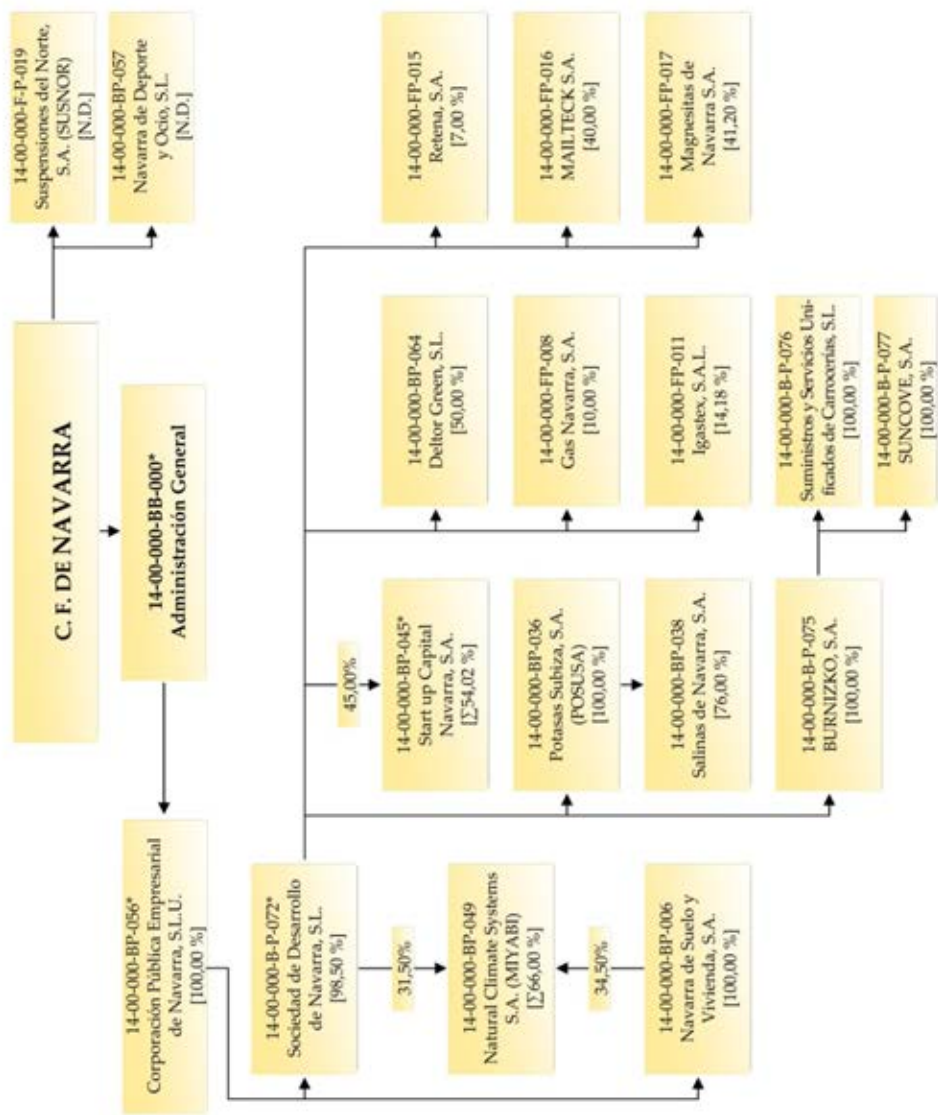 C. F. DE NAVARRA
14-00-000-BB-000*
Administración General
14-00-000-F-P-019
Suspensiones del Norte,
S.A. (SUSNOR)
[N.D.]
14-00-000-BP-057
Navarra de Deporte
y Ocio, S.L.
[N.D.]
14-00-000-BP-056*
Corporación Pública Empresarial
de Navarra, S.L.U.
[100,00 %]
14-00-000-B-P-072*
Sociedad de Desarrollo
de Navarra, S.L.
[98,50 %]
31,50%
14-00-000-BP-049
Natural Climate Systems
S.A. (MIYABI)
[∑66,00 %]
34,50%
14-00-000-BP-006
Navarra de Suelo y
Vivienda, S.A
[100,00 %]
45,00%
14-00-000-BP-045*
Start up Capital
Navarra, S.A.
[∑54,02 %]
14-00-000-BP-036
Potasas Subiza, S.A.
(POSUSA)
[100,00 %]
14-00-000-BP-038
Salinas de Navarra, S.A.
[76,00 %]
14-00-000-B-P-075
BURNIZKO, S.A.
[100,00 %]
14-00-000-BP-064
Deltor Green, S.L.
[50,00 %]
14-00-000-FP-008
Gas Navarra, S.A.
[10,00 %]
14-00-000-FP-011
Igastex, S.A.L.
[14,18 %]
14-00-000-B-P-076
Suministros y Servicios Uni-
ficados de Carrocerías, S.L.
[100,00 %]
14-00-000-B-P-077
SUNCOVE, S.A.
[100,00 %]
14-00-000-FP-015
Retena, S.A.
[7,00 %]
14-00-000-FP-016
MAILTECK S.A.
[40,00 %]
14-00-000-FP-017
Magnesitas de
Navarra S.A.
[41,20 %]